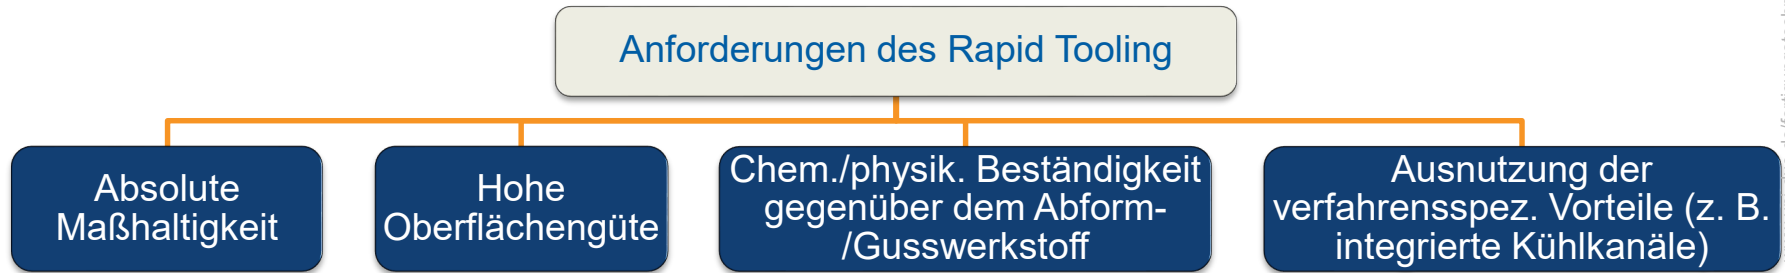 Anforderungen des Rapid Tooling
Absolute
Maßhaltigkeit
Hohe
Oberflächengüte
Chem./physik. Beständigkeit
gegenüber dem Abform-
/Gusswerkstoff
Ausnutzung der
verfahrensspez. Vorteile (z. B.
integrierte Kühlkanäle)